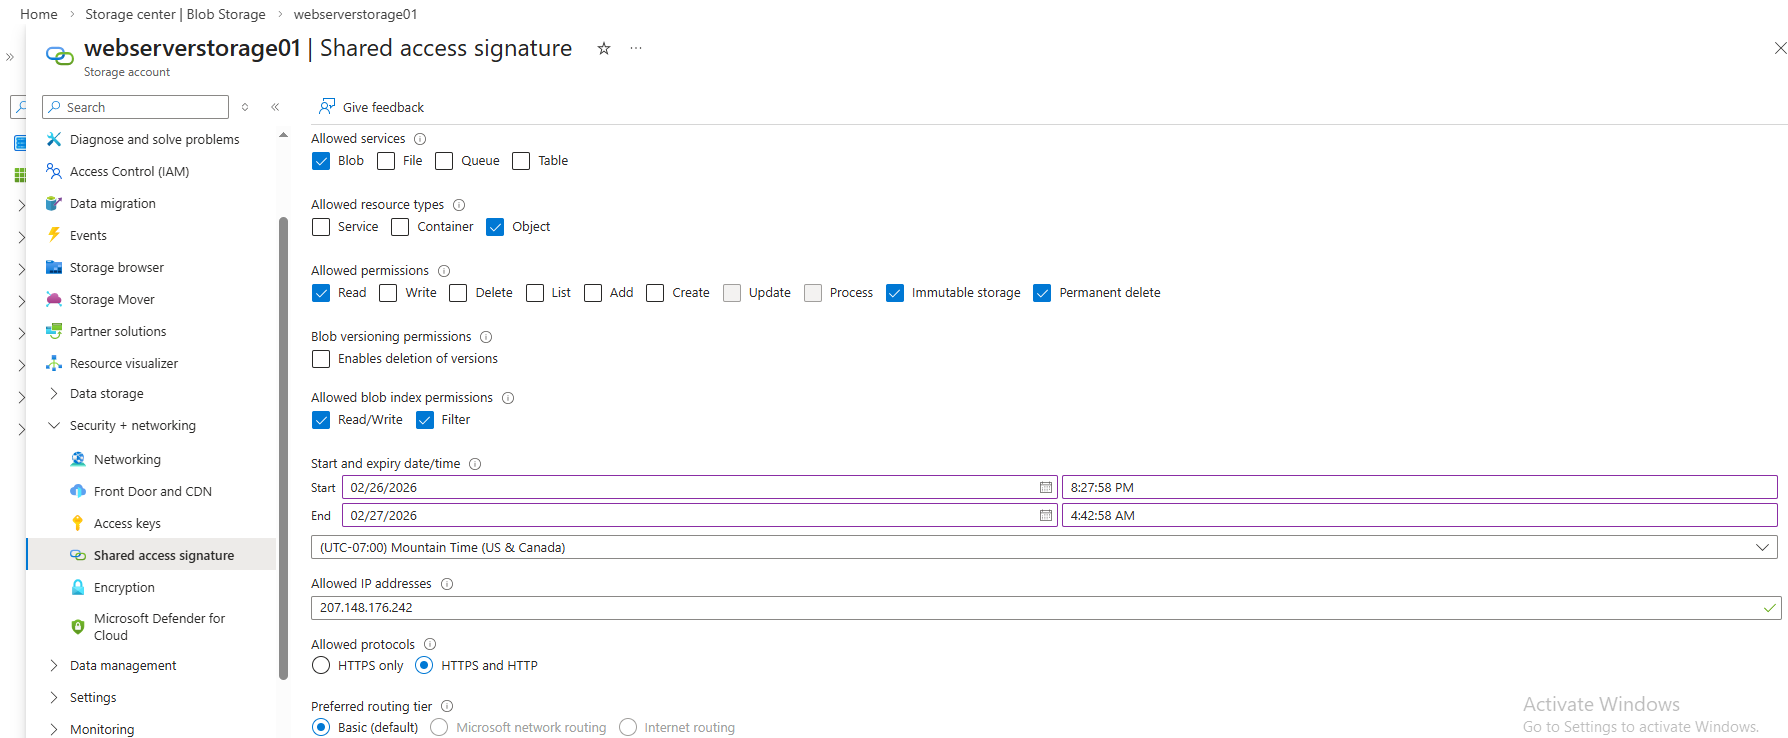 Home > Storage center | Blob Storage > webserverstorage01
webserverstorage01 | Shared access signature
Storage account
Search
Diagnose and solve problems
Access Control (IAM)
Data migration
Events
Storage browser
Storage Mover
Partner solutions
Resource visualizer
Data storage
Security + networking
Networking
Front Door and CDN
Access keys
Shared access signature
Encryption
Microsoft Defender for
Cloud
Data management
Settings
Monitoring
Give feedback
Allowed services
Blob File Queue Table
Allowed resource types
Service Container Object
Allowed permissions
Read Write Delete List Add Create Update Process Immutable storage Permanent delete
Blob versioning permissions
Enables deletion of versions
Allowed blob index permissions
Read/Write Filter
Start and expiry date/time
Start 02/26/2026 8:27:58 PM
End 02/27/2026 4:42:58 AM
(UTC-07:00) Mountain Time (US & Canada)
Allowed IP addresses
207.148.176.242
Allowed protocols
HTTPS only HTTPS and HTTP
Preferred routing tier
Basic (default) Microsoft network routing Internet routing
Activate Windows
Go to Settings to activate Windows.